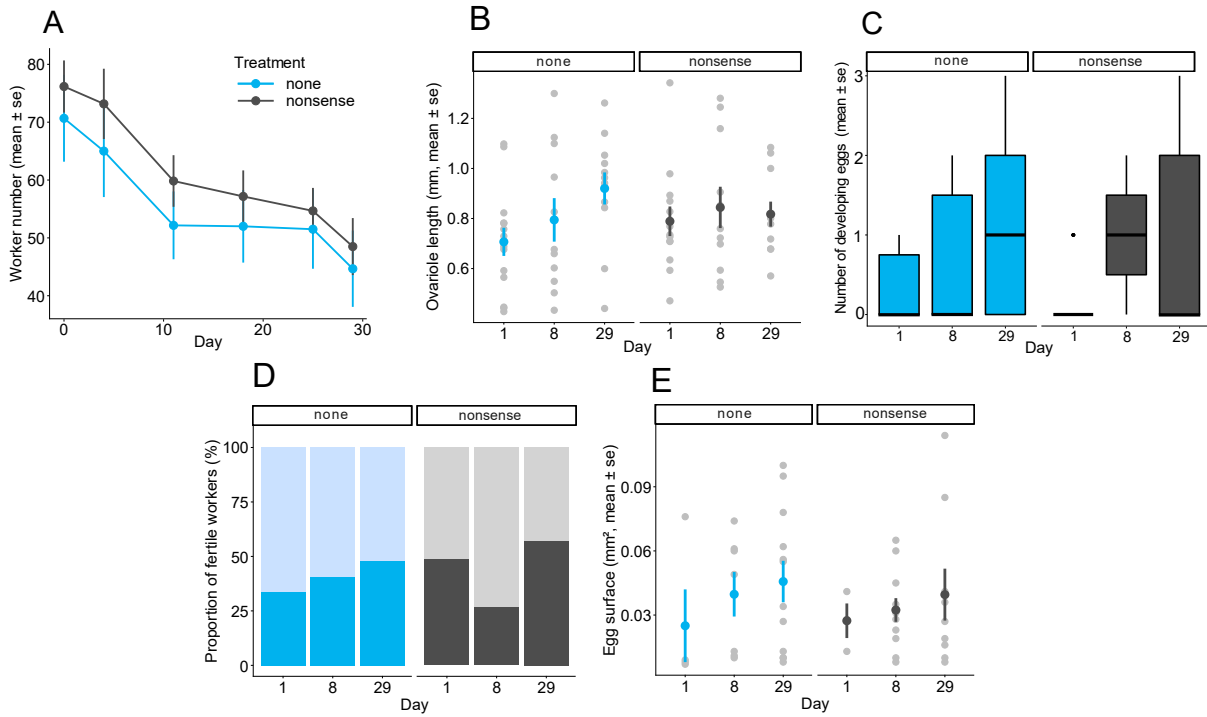 A
Worker number (mean ± se)
80
70
60
50
40
0
10
20
30
Day
Treatment
none
nonsense
B
none
nonsense
Ovariole length (mm, mean ± se)
1.2
1.0
0.8
0.6
1
8
29
1
8
29
Day
C
none
nonsense
Number of developing eggs (mean ± se)
3
2
1
0
1
8
29
1
8
29
Day
D
none
nonsense
Proportion of fertile workers (%)
100
75
50
25
0
1
8
29
1
8
29
Day
E
none
nonsense
Egg surface (mm², mean ± se)
0.09
0.06
0.03
1
8
29
1
8
29
Day